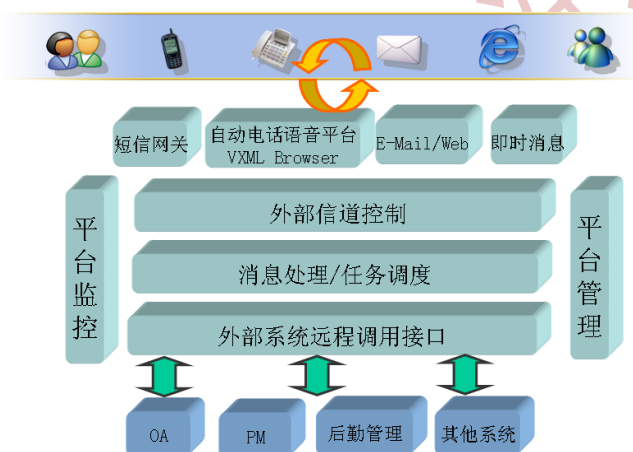 短信网关
自动电话语音平台
VXML Browser
E-Mail/Web
即时消息
平台监控
外部信道控制
消息处理/任务调度
外部系统远程调用接口
平台管理
OA
PM
后勤管理
其他系统